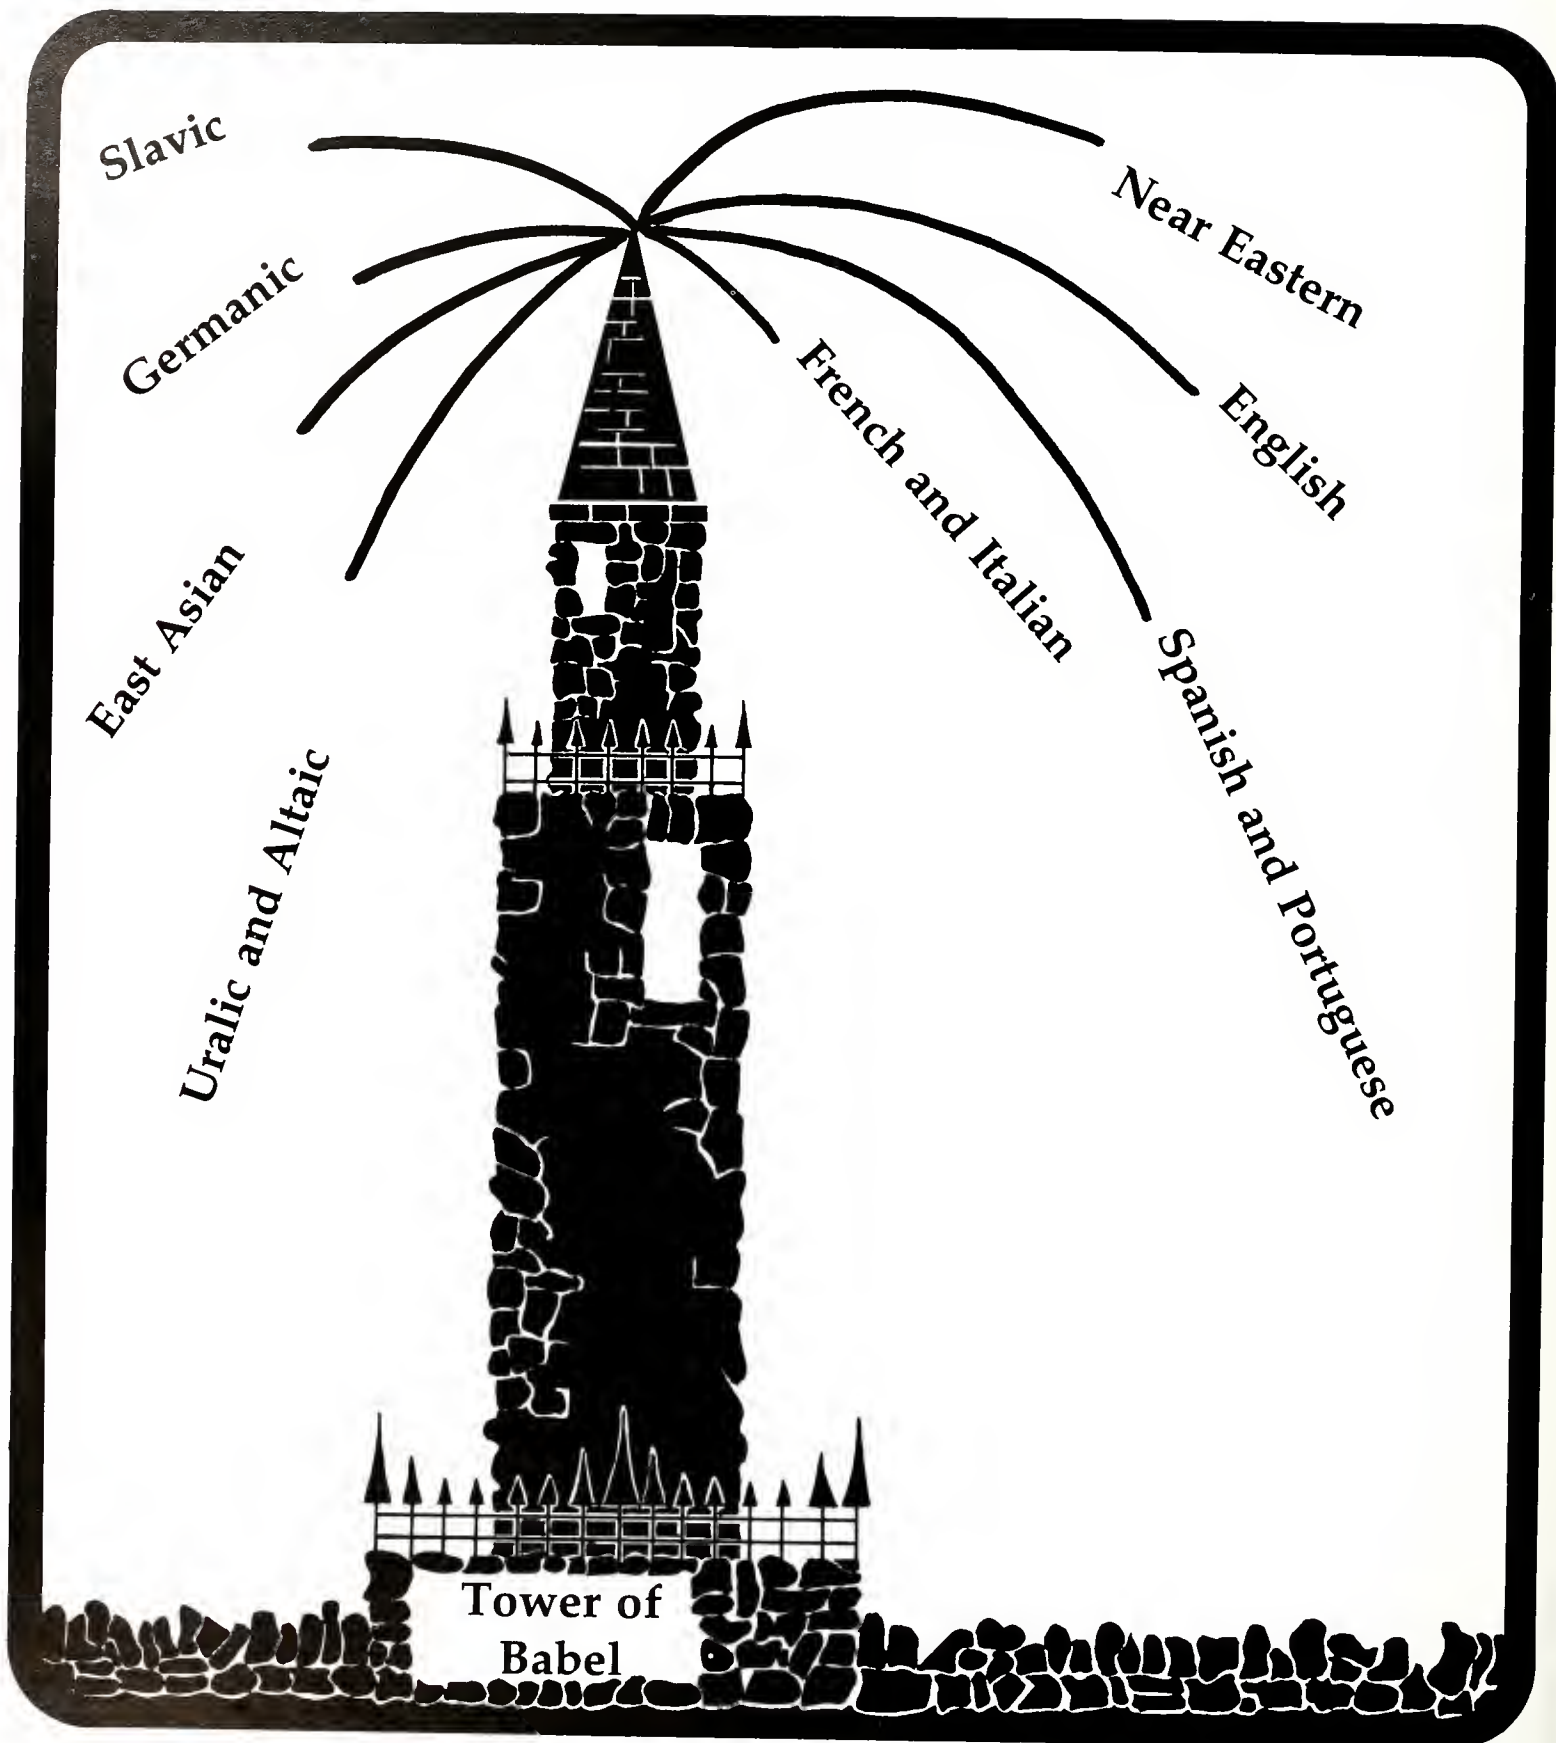 Slavic
Germanic
East Asian
Uralic and Altaic
Near Eastern
English
French and Italian
Spanish and Portuguese
Tower of
Babel